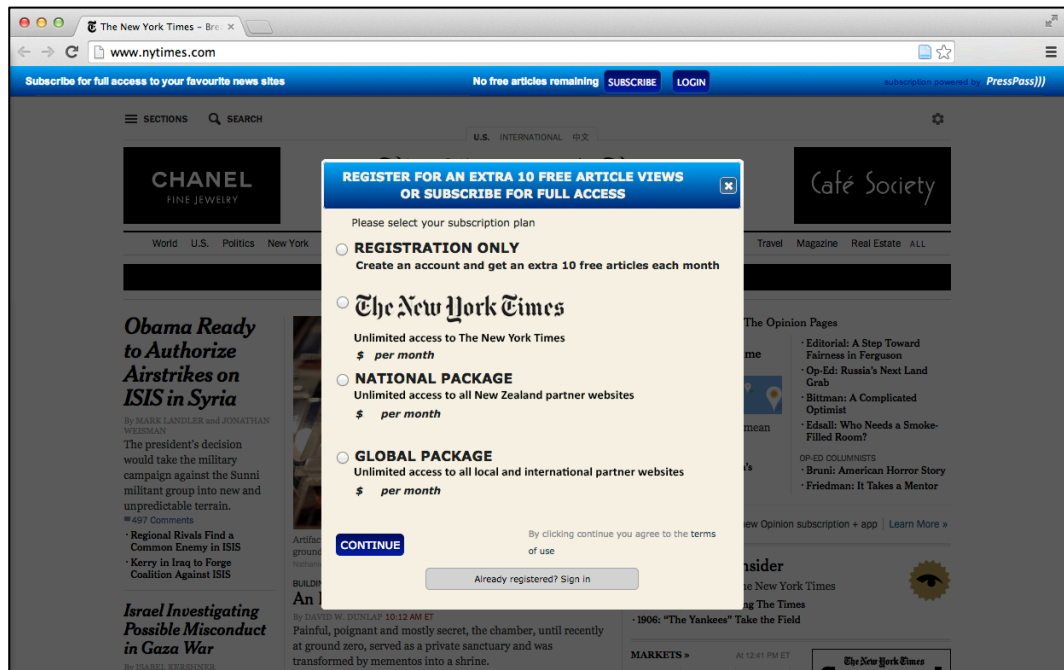 The New York Times - Brea
www.nytimes.com
Subscribe for full access to your favourite news sites
No free articles remaining SUBSCRIBE LOGIN
subscription powered by PressPass)))
SECTIONS SEARCH
U.S. INTERNATIONAL 中文
CHANEL
FINE JEWELRY
Café Society
World U.S. Politics New York
Travel Magazine Real Estate ALL
REGISTER FOR AN EXTRA 10 FREE ARTICLE VIEWS
OR SUBSCRIBE FOR FULL ACCESS
Please select your subscription plan
REGISTRATION ONLY
Create an account and get an extra 10 free articles each month
The New York Times
Unlimited access to The New York Times
$ per month
NATIONAL PACKAGE
Unlimited access to all New Zealand partner websites
$ per month
GLOBAL PACKAGE
Unlimited access to all local and international partner websites
$ per month
CONTINUE
By clicking continue you agree to the terms
of use
Already registered? Sign in
Obama Ready
to Authorize
Airstrikes on
ISIS in Syria
By MARK LANDLER and JONATHAN
WEISMAN
The president's decision
would take the military
campaign against the Sunni
militant group into new and
unpredictable terrain.
497 Comments
· Regional Rivals Find a
Common Enemy in ISIS
· Kerry in Iraq to Forge
Coalition Against ISIS
Israel Investigating
Possible Misconduct
in Gaza War
By ISABEL KERSHNER
Artifac
ground
Nathanie
BUILDIN
An
By DAVID W. DUNLAP 10:12 AM ET
Painful, poignant and mostly secret, the chamber, until recently
at ground zero, served as a private sanctuary and was
transformed by mementos into a shrine.
The Opinion Pages
me
mean
· Editorial: A Step Toward
Fairness in Ferguson
· Op-Ed: Russia's Next Land
Grab
· Bittman: A Complicated
Optimist
· Edsall: Who Needs a Smoke-
Filled Room?
OP-ED COLUMNISTS
· Bruni: American Horror Story
· Friedman: It Takes a Mentor
ew Opinion subscription + app | Learn More »
nsider
he New York Times
ng The Times
· 1906: "The Yankees" Take the Field
MARKETS » At 12:41 PM ET
The New York Times